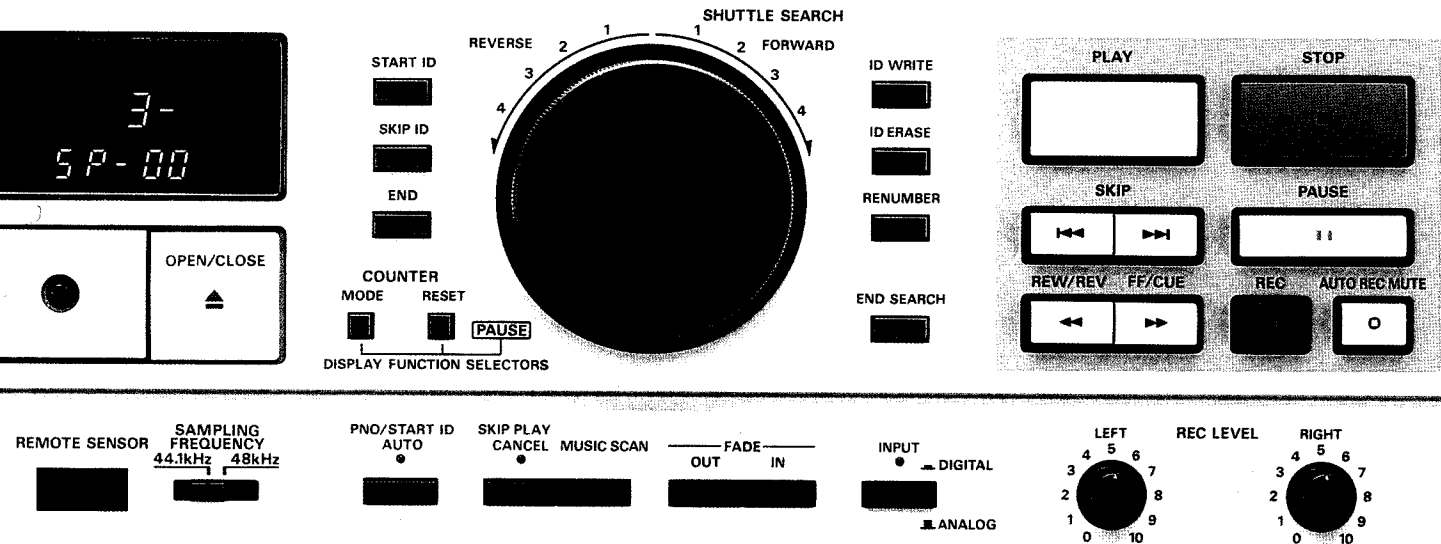 3-
SP-00
OPEN/CLOSE
START ID
SKIP ID
END
COUNTER
MODE RESET
PAUSE
DISPLAY FUNCTION SELECTORS
SHUTTLE SEARCH
REVERSE FORWARD
4 3 2 1 1 2 3 4
ID WRITE
ID ERASE
RENUMBER
END SEARCH
PLAY STOP
SKIP PAUSE
REW/REV FF/CUE REC AUTO REC MUTE
REMOTE SENSOR
SAMPLING
FREQUENCY
44.1kHz 48kHz
PNO/START ID
AUTO
SKIP PLAY
CANCEL MUSIC SCAN
FADE
OUT IN
INPUT
DIGITAL
ANALOG
LEFT REC LEVEL RIGHT
0 1 2 3 4 5 6 7 8 9 10
0 1 2 3 4 5 6 7 8 9 10